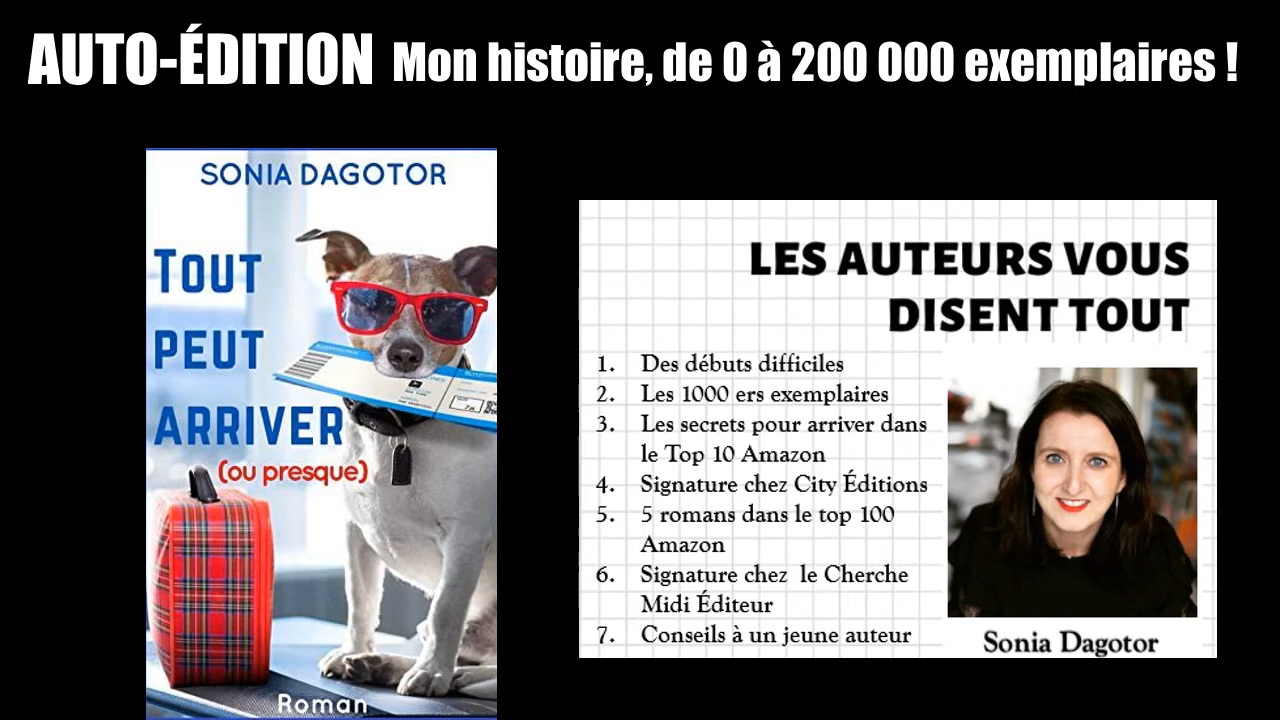 AUTO-ÉDITION Mon histoire, de 0 à 200 000 exemplaires !
SONIA DAGOTOR
TOUT
PEUT
ARRIVER
(ou presque)
Roman
LES AUTEURS VOUS
DISENT TOUT
1. Des débuts difficiles
2. Les 1000 ers exemplaires
3. Les secrets pour arriver dans
le Top 10 Amazon
4. Signature chez City Éditions
5. 5 romans dans le top 100
Amazon
6. Signature chez le Cherche
Midi Éditeur
7. Conseils à un jeune auteur
Sonia Dagotor